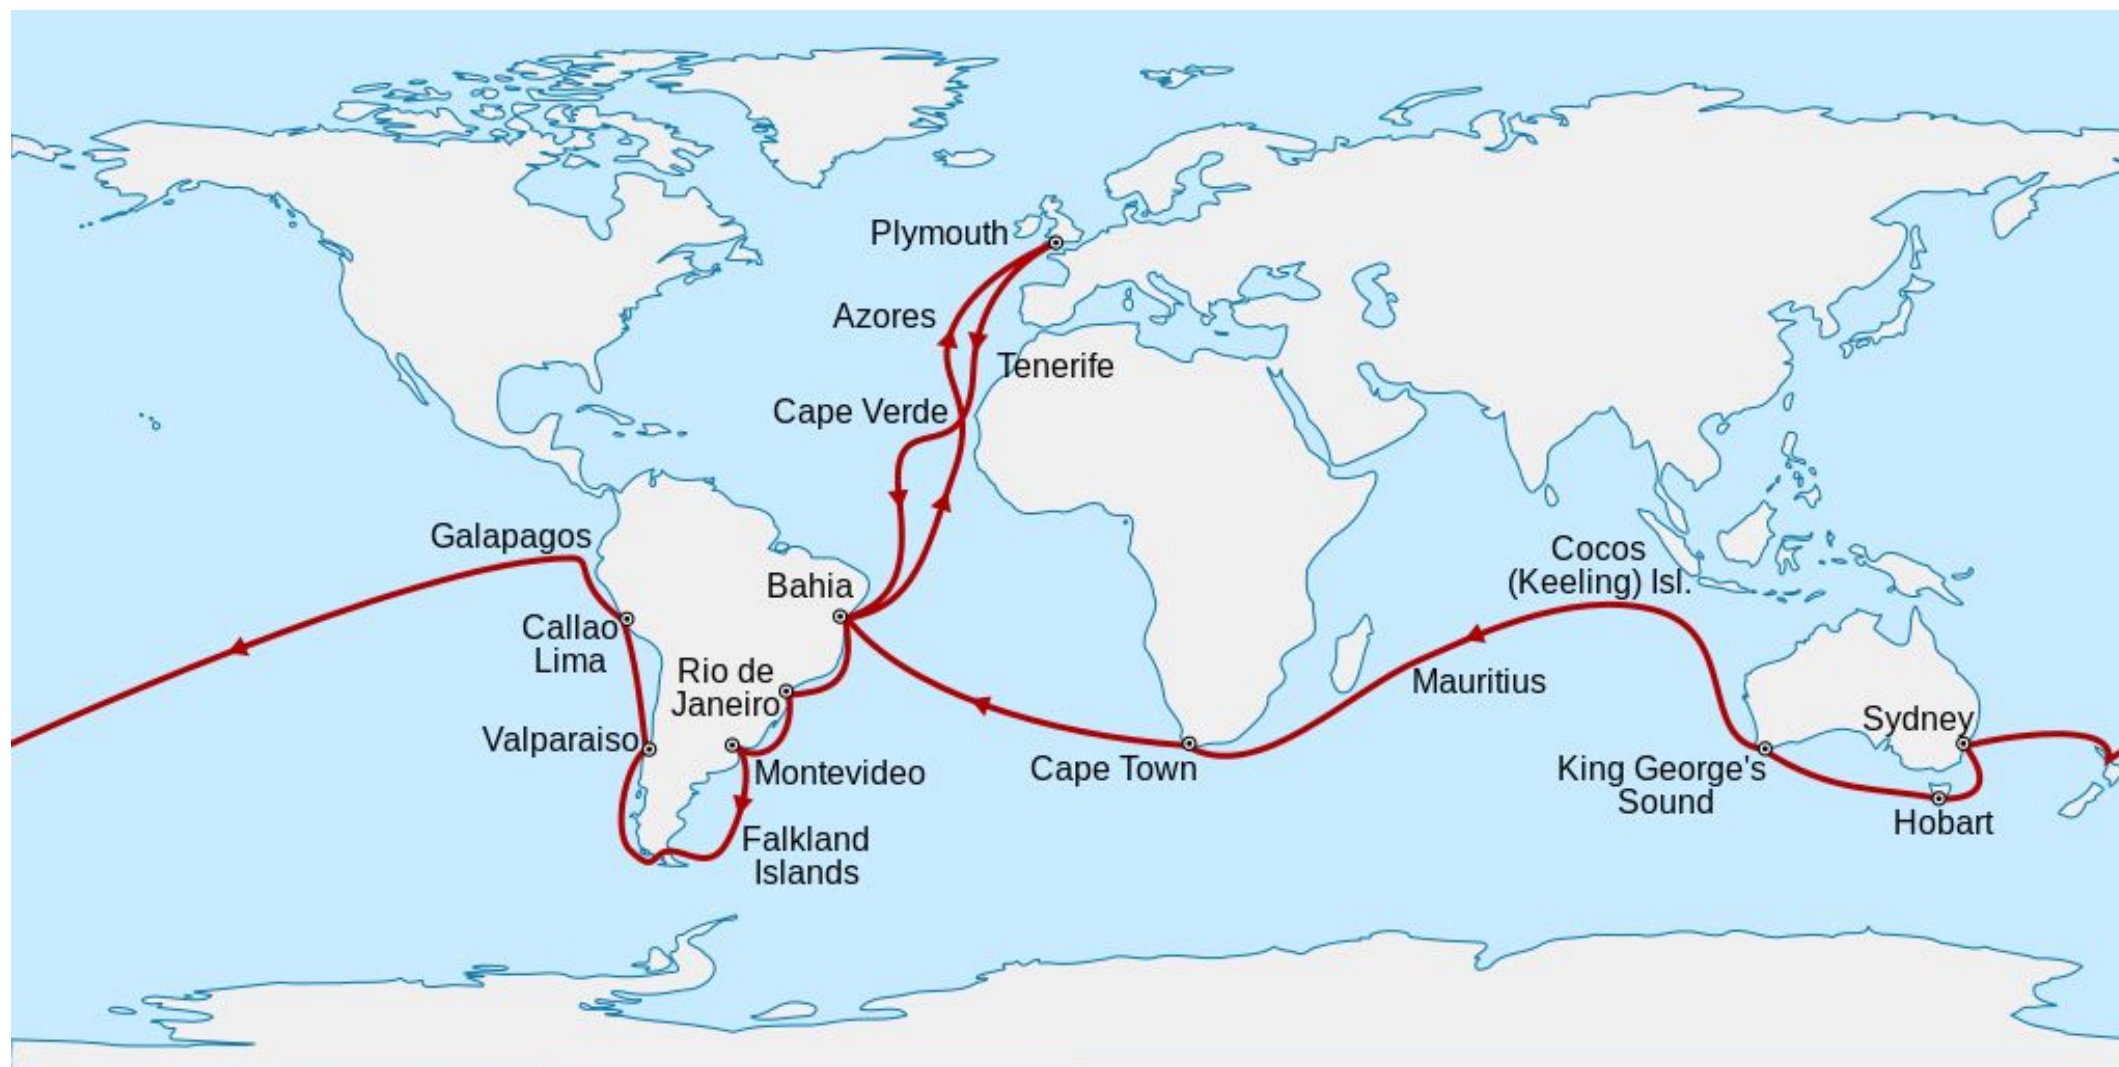 Plymouth
Azores
Tenerife
Cape Verde
Galapagos
Cocos
(Keeling) Isl.
Bahia
Callao
Lima
Rio de
Janeiro
Mauritius
Sydney
Valparaiso
Montevideo
Cape Town
King George's
Sound
Hobart
Falkland
Islands